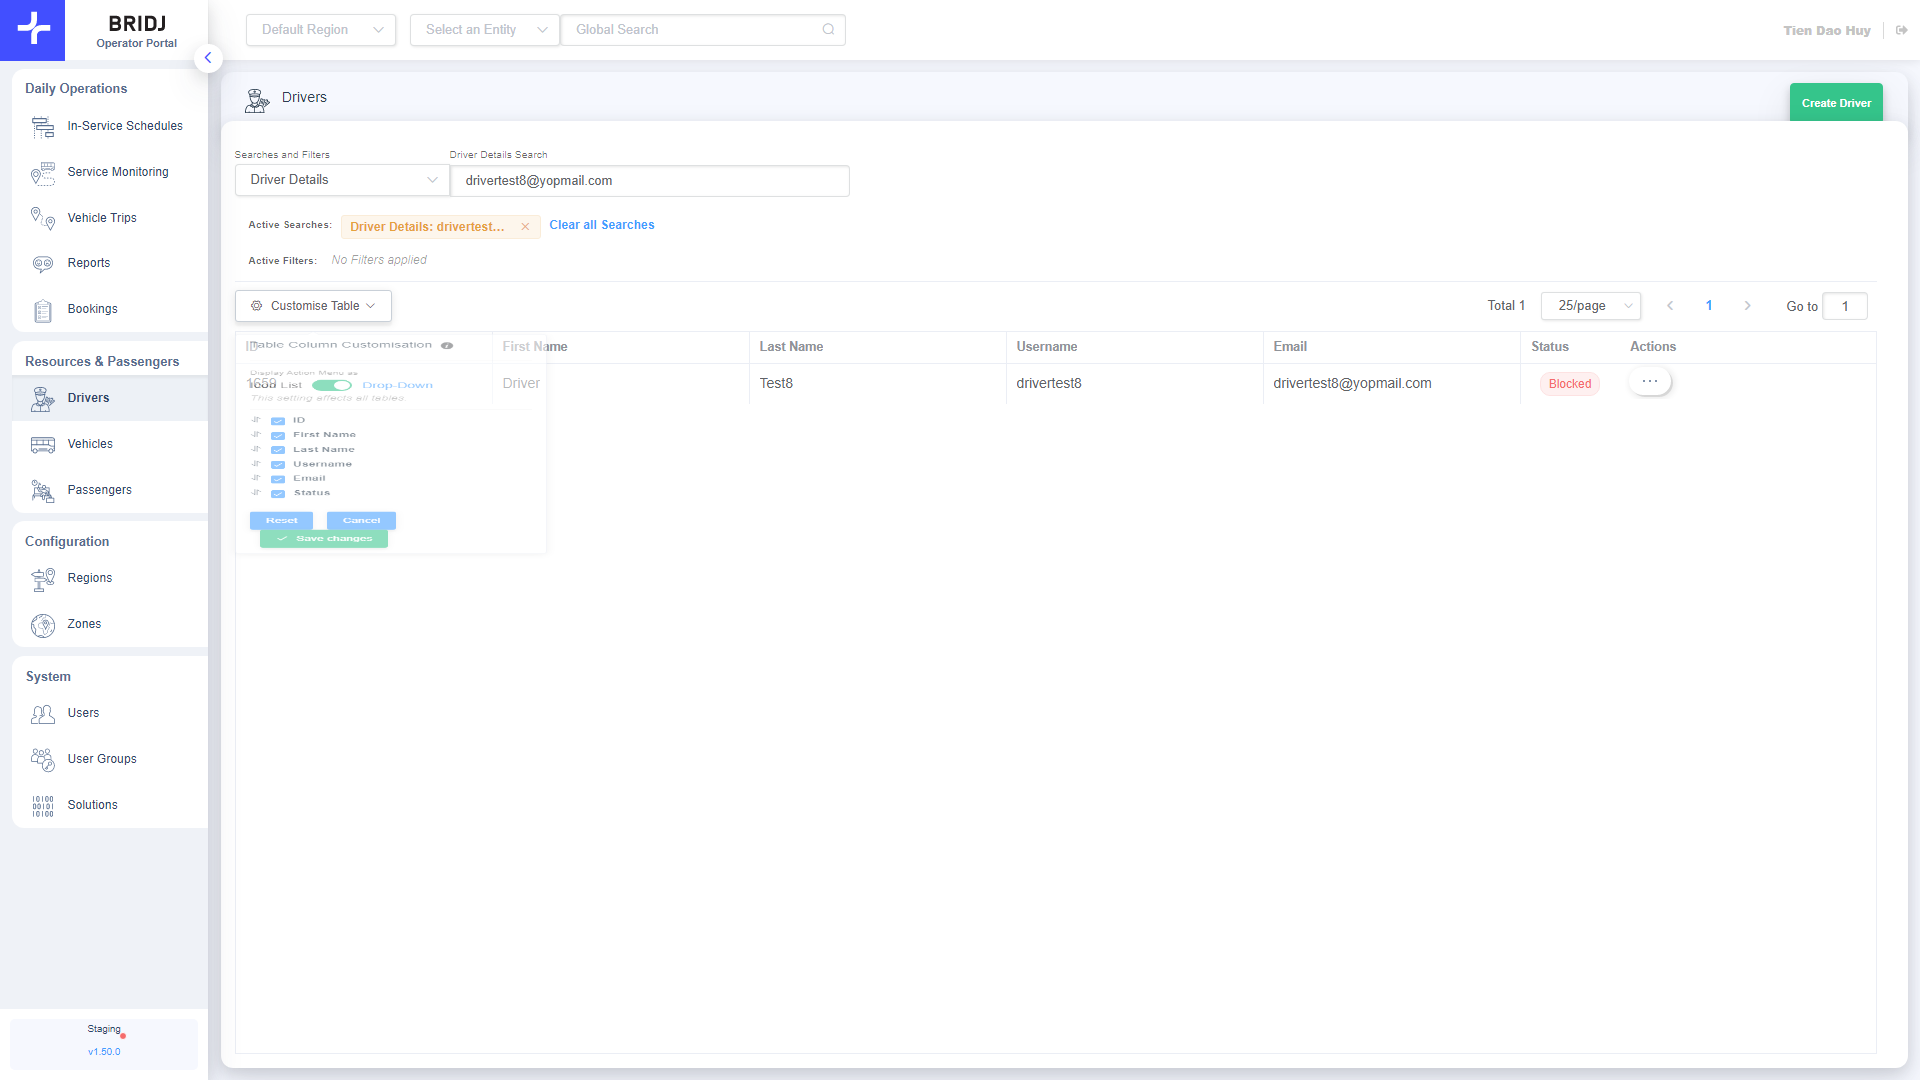 BRIDJ
Operator Portal
Default Region
Select an Entity
Global Search
Tien Dao Huy
Daily Operations
In-Service Schedules
Service Monitoring
Vehicle Trips
Reports
Bookings
Resources & Passengers
Drivers
Vehicles
Passengers
Configuration
Regions
Zones
System
Users
User Groups
Solutions
Staging
v1.50.0
Drivers
Create Driver
Searches and Filters
Driver Details Search
Driver Details
drivertest8@yopmail.com
Active Searches:
Driver Details: drivertest...
Clear all Searches
Active Filters:
No Filters applied
Customise Table
Total 1
25/page
1
Go to
1
ID
First Name
Last Name
Username
Email
Status
Actions
Driver
Test8
drivertest8
drivertest8@yopmail.com
Blocked
Table Column Customisation
Display Action Menu as
List
Drop-Down
This setting effects all tables.
ID
First Name
Last Name
Username
Email
Status
Reset
Cancel
Save changes